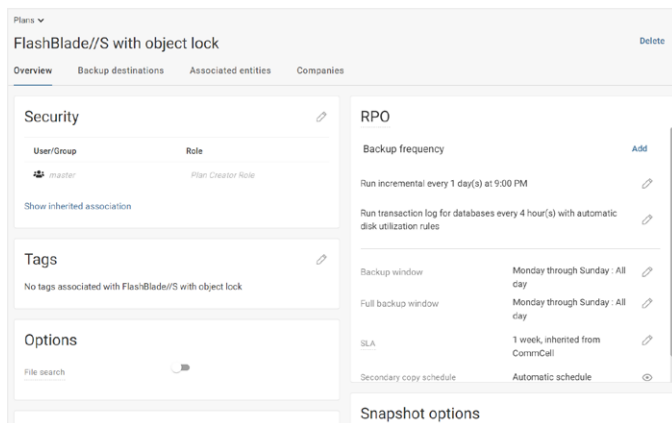 Plans
FlashBlade//S with object lock
Delete
Overview
Backup destinations
Associated entities
Companies
Security
User/Group
Role
master
Plan Creator Role
Show inherited association
Tags
No tags associated with FlashBlade//S with object lock
Options
File search
RPO
Backup frequency
Add
Run incremental every 1 day(s) at 9:00 PM
Run transaction log for databases every 4 hour(s) with automatic
disk utilization rules
Backup window
Monday through Sunday : All
day
Full backup window
Monday through Sunday : All
day
SLA
1 week, inherited from
CommCell
Secondary copy schedule
Automatic schedule
Snapshot options